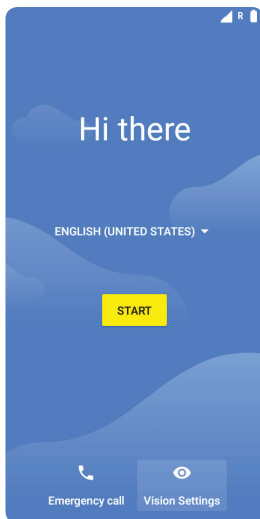 R
Hi there
ENGLISH (UNITED STATES)
START
Emergency call
Vision Settings